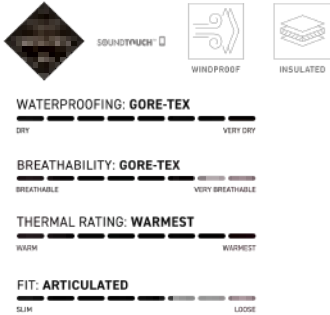 SOUNDTOUCH™
WINDPROOF
INSULATED
WATERPROOFING: GORE-TEX
DRY VERY DRY
BREATHABILITY: GORE-TEX
BREATHABLE VERY BREATHABLE
THERMAL RATING: WARMEST
WARM WARMEST
FIT: ARTICULATED
SLIM LOOSE